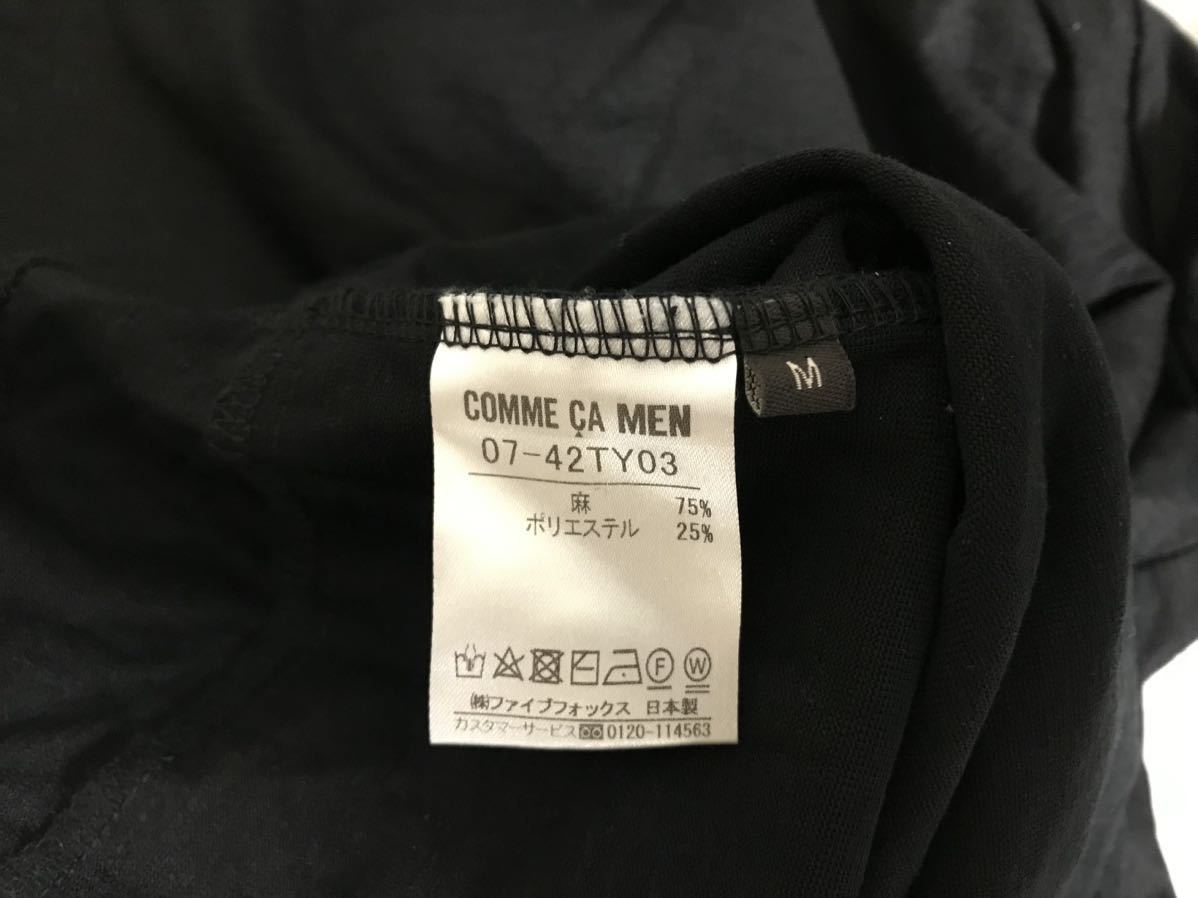 COMME ÇA MEN
07-42TY03
麻 75%
ポリエステル 25%
F W
(株)ファイブフォックス 日本製
カスタマーサービス 0120-114563
M